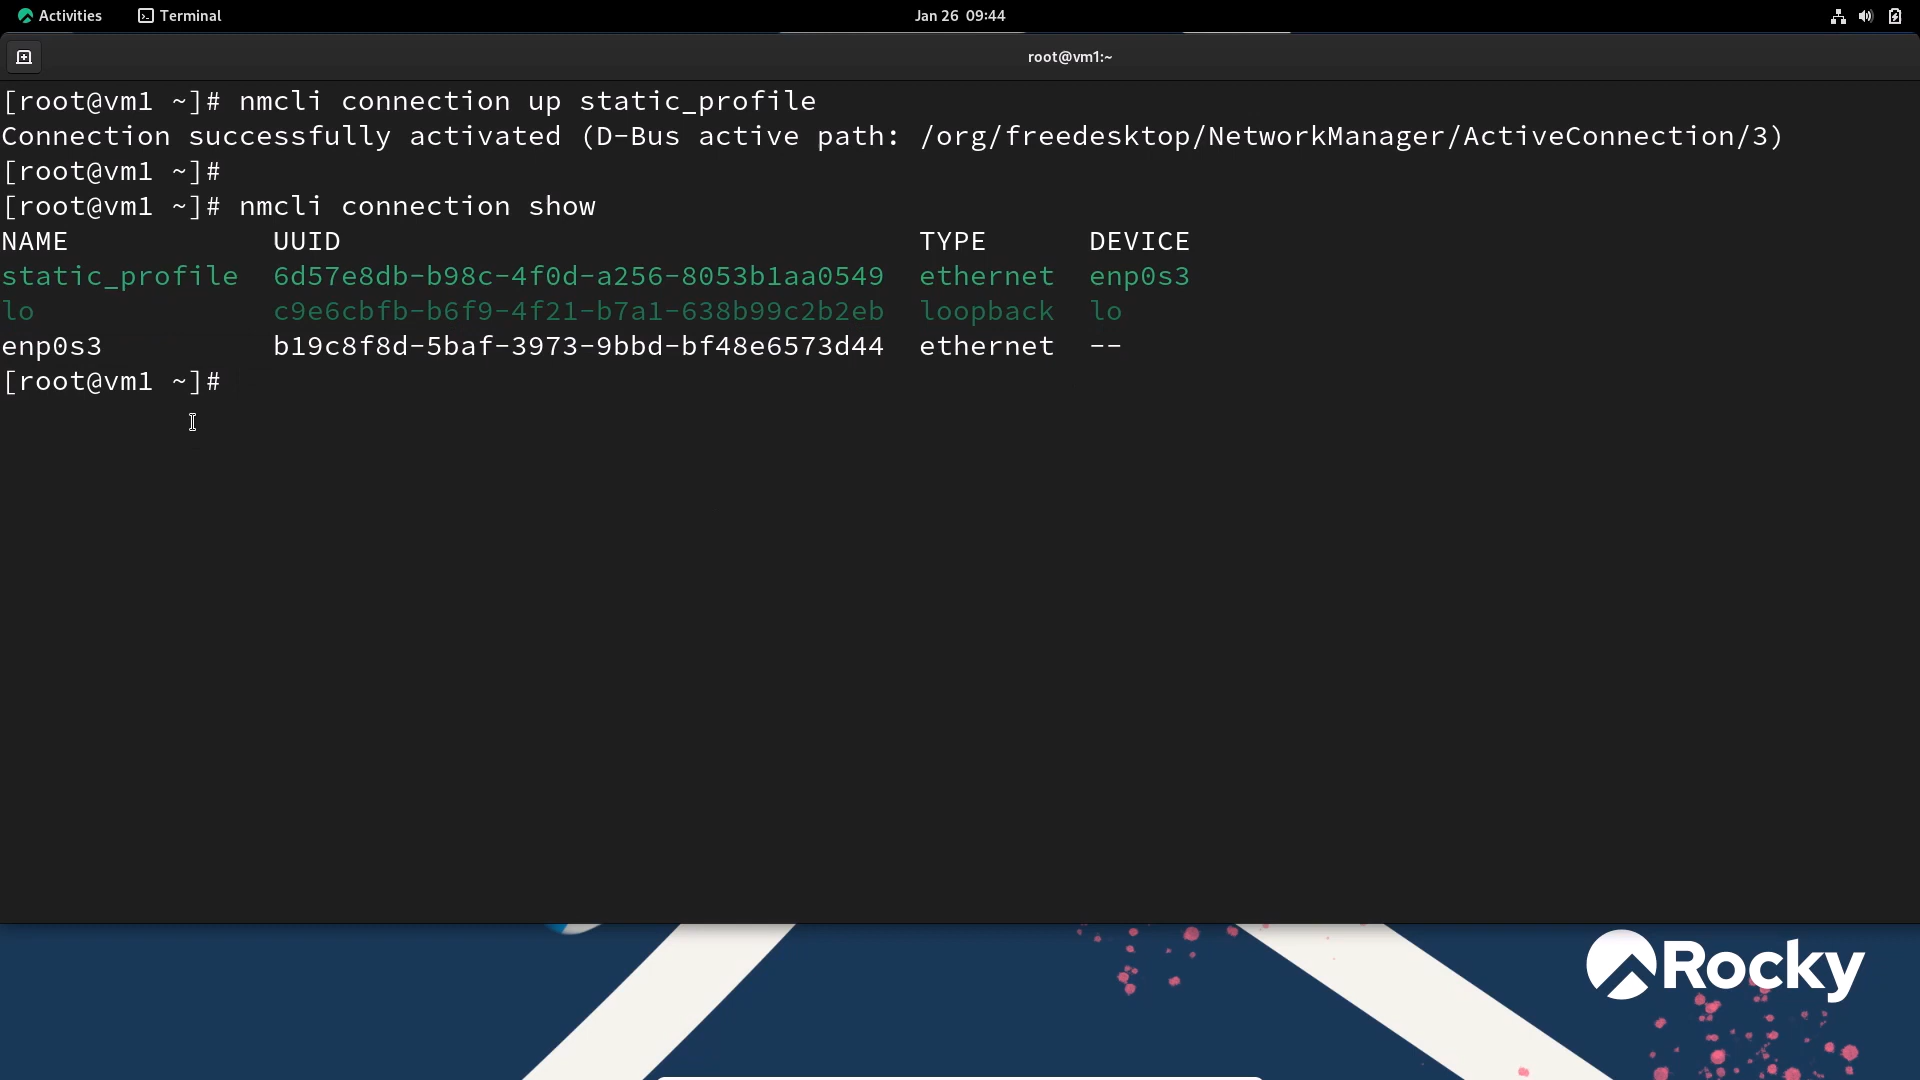 Activities Terminal Jan 26 09:44
root@vm1:~
[root@vm1 ~]# nmcli connection up static_profile
Connection successfully activated (D-Bus active path: /org/freedesktop/NetworkManager/ActiveConnection/3)
[root@vm1 ~]#
[root@vm1 ~]# nmcli connection show
NAME UUID TYPE DEVICE
static_profile 6d57e8db-b98c-4f0d-a256-8053b1aa0549 ethernet enp0s3
lo c9e6cbfb-b6f9-4f21-b7a1-638b99c2b2eb loopback lo
enp0s3 b19c8f8d-5baf-3973-9bbd-bf48e6573d44 ethernet --
[root@vm1 ~]#
Rocky